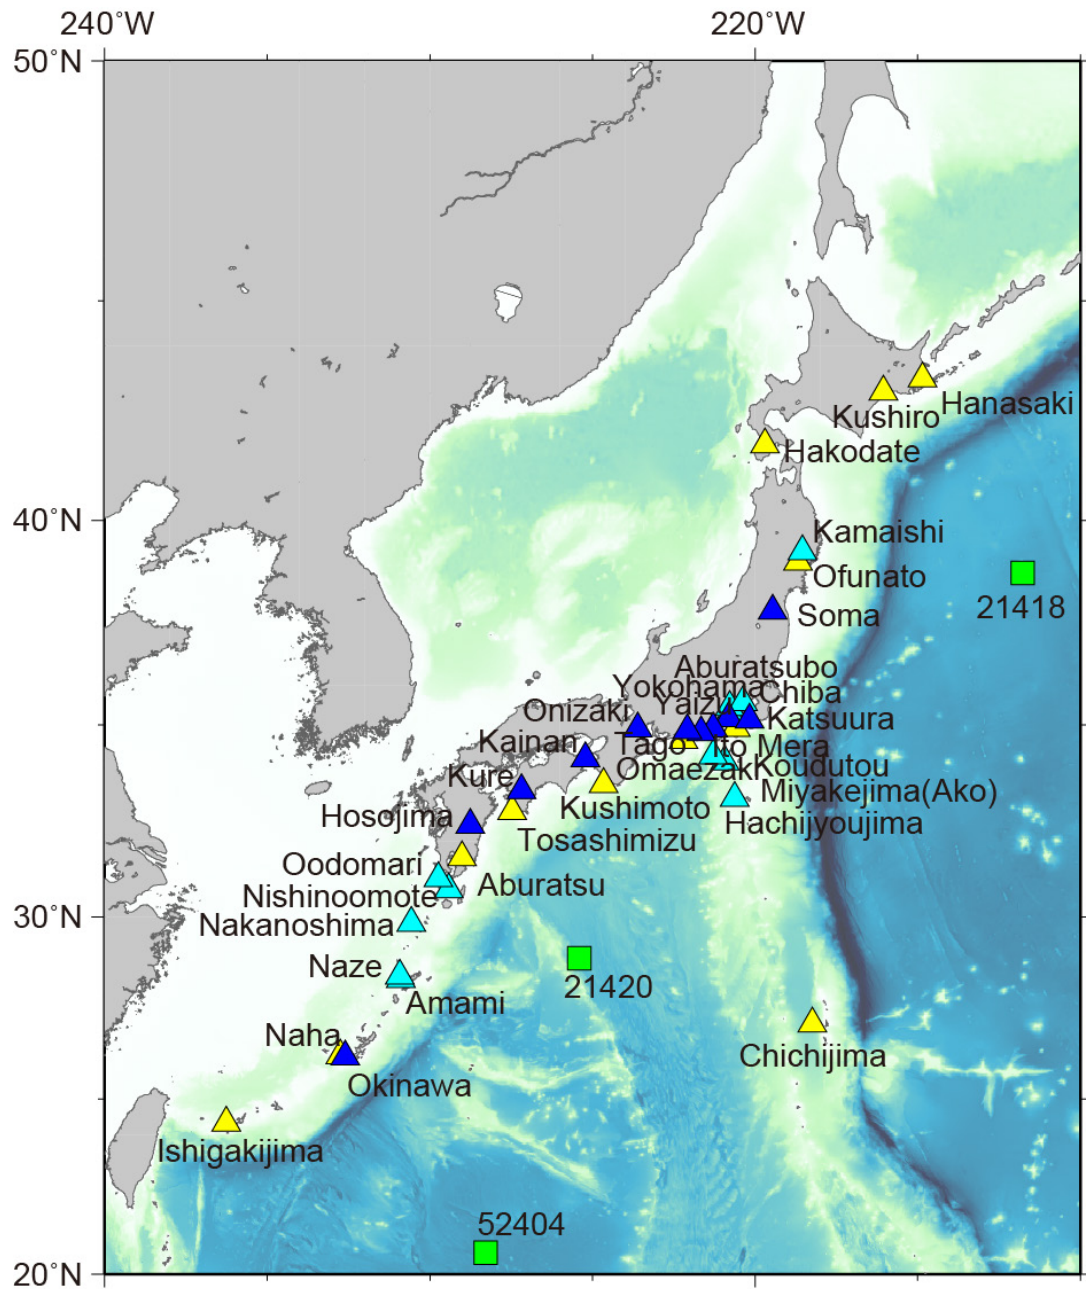 240°W
220°W
50°N
Hanasaki
Kushiro
Hakodate
40°N
Kamaishi
Ofunato
21418
Soma
Aburatsubo
Yokohama
Chiba
Yaizu
Onizaki
Katsuura
Kainan
Tago
Ito
Mera
Omaezaki
Koudutou
Kure
Miyakejima(Ako)
Kushimoto
Hosojima
Hachijyoujima
Tosashimizu
Oodomari
Aburatsu
Nishinoomote
30°N
Nakanoshima
Naze
21420
Amami
Naha
Chichijima
Okinawa
Ishigakijima
52404
20°N